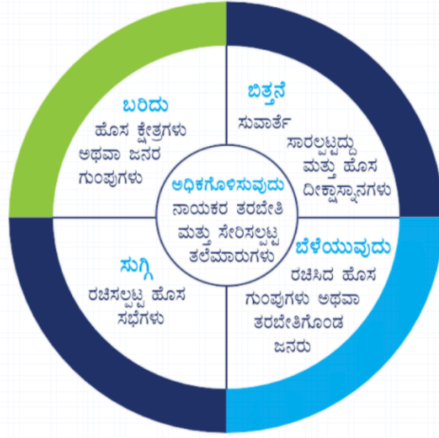 ಬರಿದು
ಹೊಸ ಕ್ಷೇತ್ರಗಳು
ಅಥವಾ ಜನರ
ಗುಂಪುಗಳು
ಬಿತ್ತನೆ
ಸುವಾರ್ತೆ
ಸಾರಲ್ಪಟ್ಟದ್ದು
ಮತ್ತು ಹೊಸ
ದೀಕ್ಷಾಸ್ನಾನಗಳು
ಅಧಿಕಗೊಳಿಸುವುದು
ನಾಯಕರ ತರಬೇತಿ
ಮತ್ತು ಸೇರಿಸಲ್ಪಟ್ಟ
ತಲೆಮಾರುಗಳು
ಸುಗ್ಗಿ
ರಚಿಸಲ್ಪಟ್ಟ ಹೊಸ
ಸಭೆಗಳು
ಬೆಳೆಯುವುದು
ರಚಿಸಿದ ಹೊಸ
ಗುಂಪುಗಳು ಅಥವಾ
ತರಬೇತಿಗೊಂಡ
ಜನರು